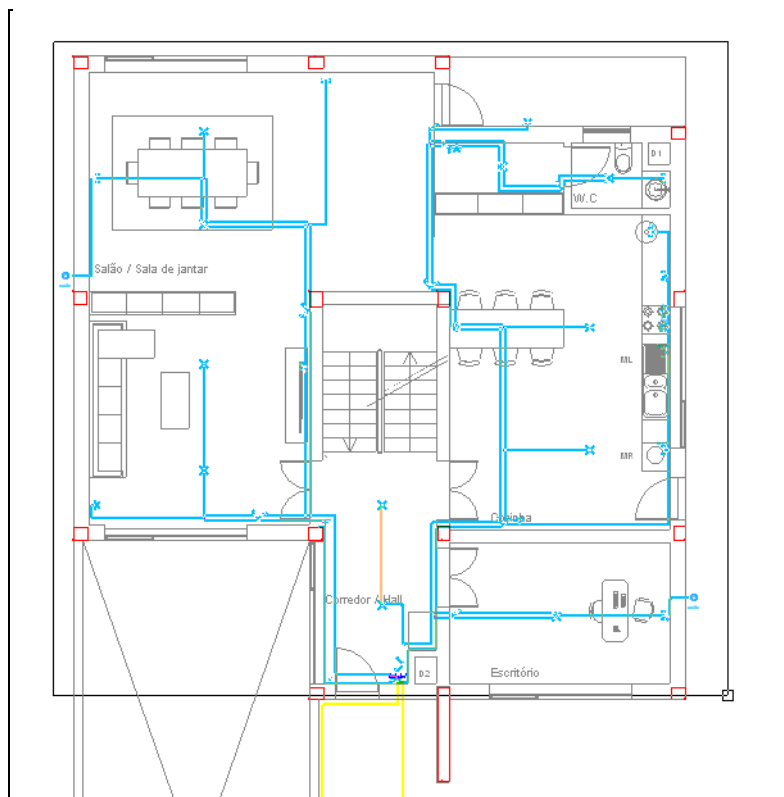 D1
W.C
Salão / Sala de jantar
ML
MR
Cozinha
Corredor / Hall
D2
Escritório